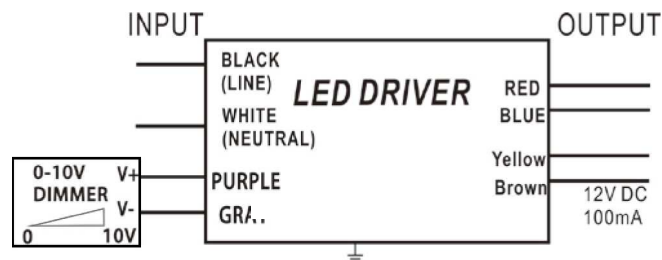 INPUT
OUTPUT
BLACK
(LINE)
LED DRIVER
RED
WHITE
(NEUTRAL)
BLUE
Yellow
0-10V
DIMMER
V+
V-
0
10V
PURPLE
Brown
12V DC
100mA